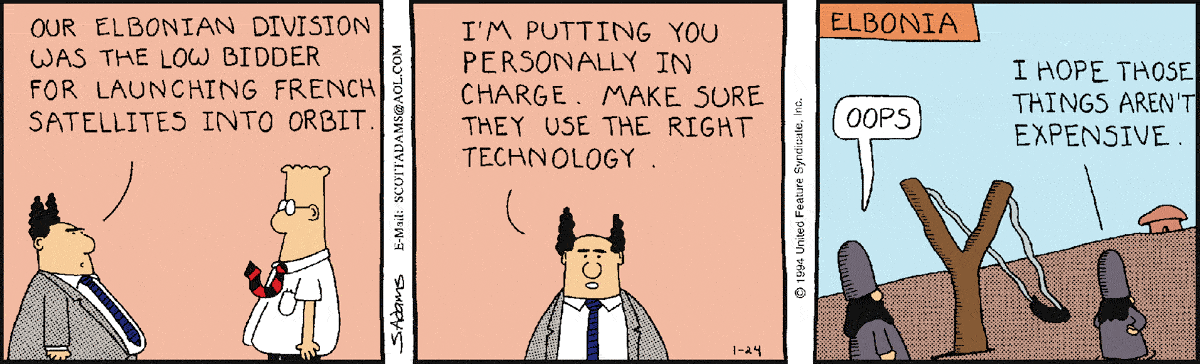 OUR ELBONIAN DIVISION
WAS THE LOW BIDDER
FOR LAUNCHING FRENCH
SATELLITES INTO ORBIT.
S.Adams
E-Mail: SCOTTADAMS@AOL.COM
I'M PUTTING YOU
PERSONALLY IN
CHARGE. MAKE SURE
THEY USE THE RIGHT
TECHNOLOGY.
1-24
© 1994 United Feature Syndicate, Inc.
ELBONIA
OOPS
I HOPE THOSE
THINGS AREN'T
EXPENSIVE.